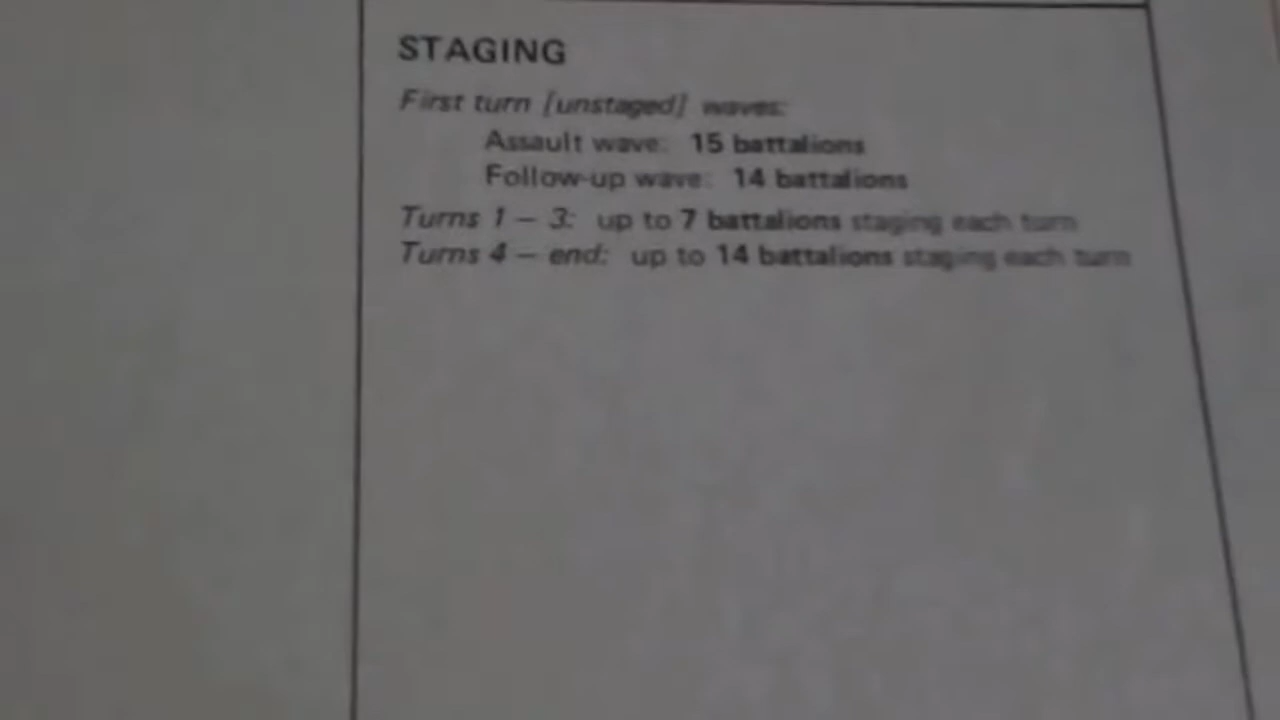 STAGING
First turn [unstaged] waves:
Assault wave: 15 battalions
Follow-up wave: 14 battalions
Turns 1 – 3: up to 7 battalions staging each turn
Turns 4 – end: up to 14 battalions staging each turn